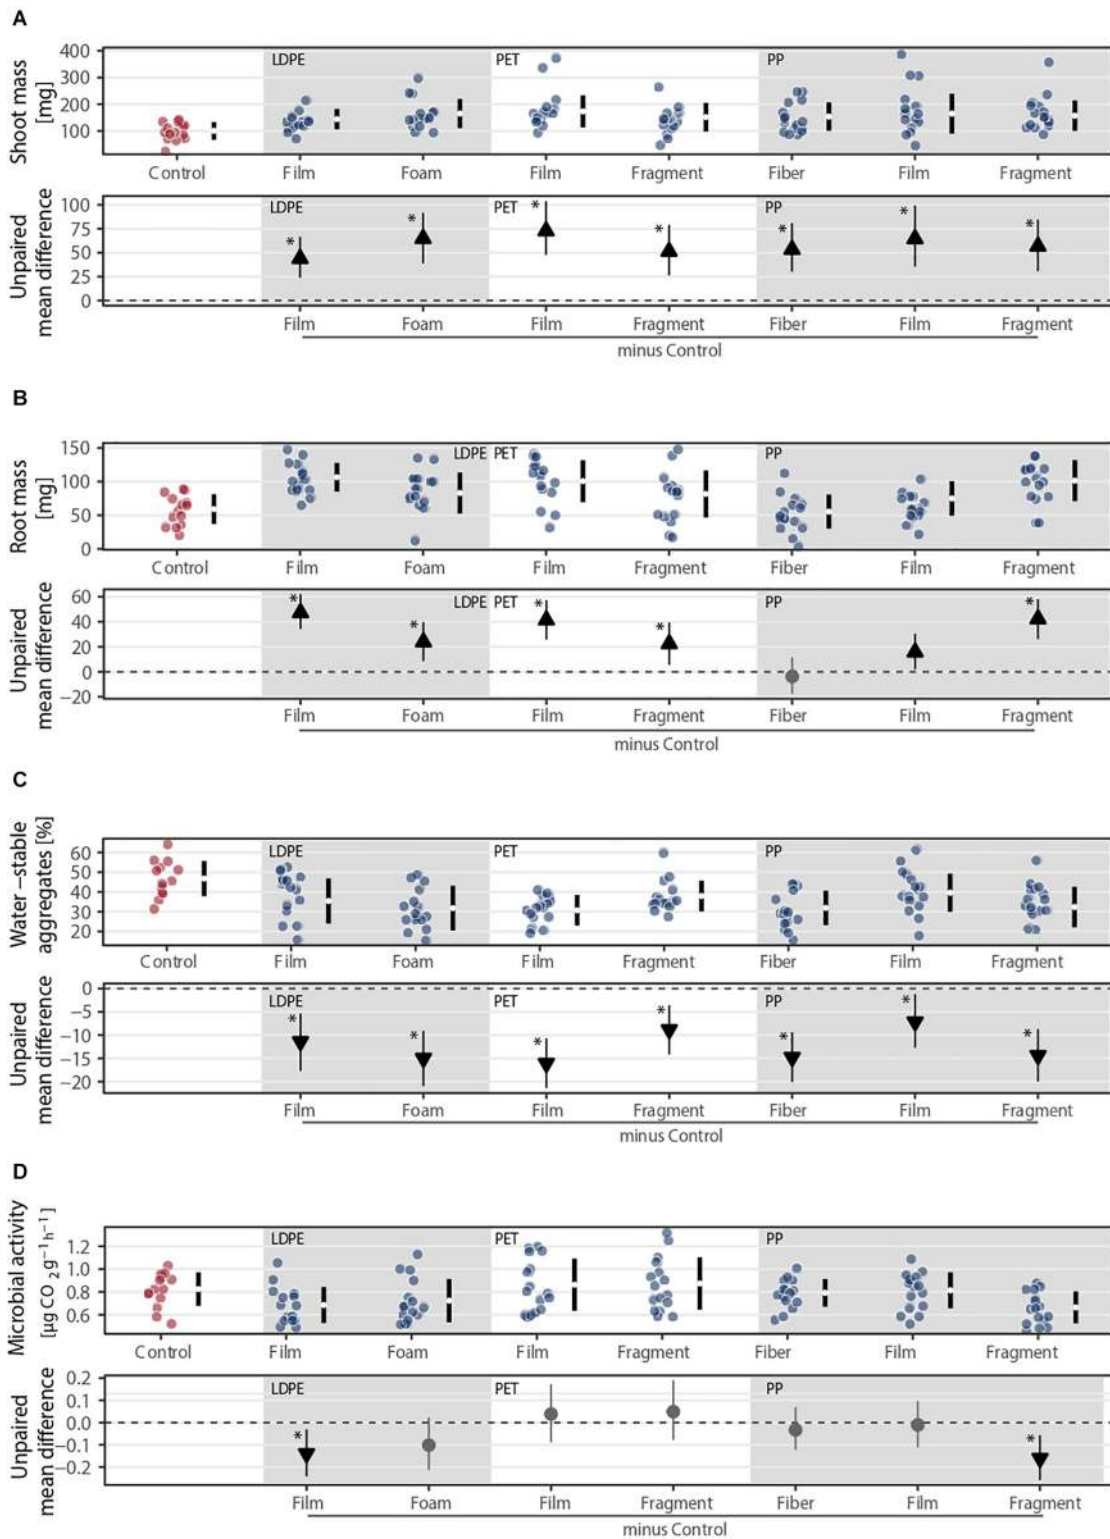 A
Shoot mass
[mg]
400
300
200
100
LDPE
PET
PP
Control
Film
Foam
Film
Fragment
Fiber
Film
Fragment
Unpaired
mean difference
100
75
50
25
0
LDPE
PET
PP
*
*
*
*
*
*
*
Film
Foam
Film
Fragment
Fiber
Film
Fragment
minus Control
B
Root mass
[mg]
150
100
50
0
LDPE
PET
PP
Control
Film
Foam
Film
Fragment
Fiber
Film
Fragment
Unpaired
mean difference
60
40
20
0
−20
LDPE
PET
PP
*
*
*
*
*
Film
Foam
Film
Fragment
Fiber
Film
Fragment
minus Control
C
Water –stable
aggregates [%]
60
50
40
30
20
LDPE
PET
PP
Control
Film
Foam
Film
Fragment
Fiber
Film
Fragment
Unpaired
mean difference
0
−5
−10
−15
−20
LDPE
PET
PP
*
*
*
*
*
*
*
Film
Foam
Film
Fragment
Fiber
Film
Fragment
minus Control
D
Microbial activity
[µg CO 2 g⁻¹ h⁻¹]
1.2
1.0
0.8
0.6
LDPE
PET
PP
Control
Film
Foam
Film
Fragment
Fiber
Film
Fragment
Unpaired
mean difference
0.2
0.1
0.0
−0.1
−0.2
LDPE
PET
PP
*
*
Film
Foam
Film
Fragment
Fiber
Film
Fragment
minus Control